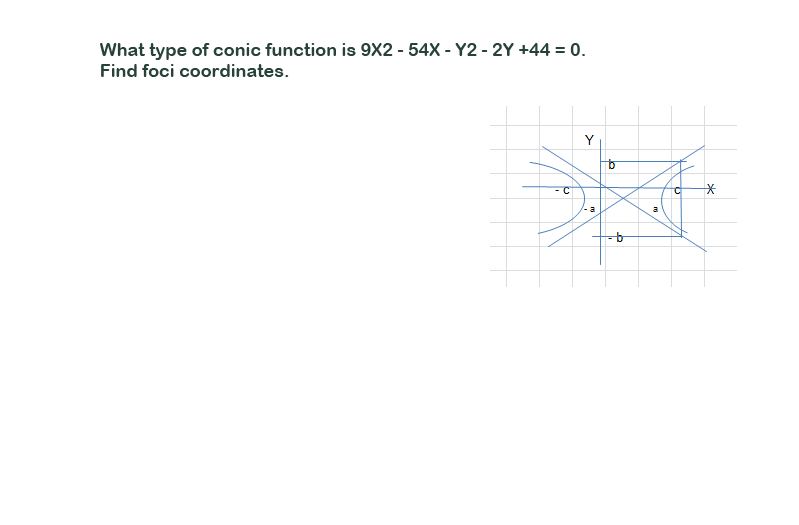 What type of conic function is 9X2 - 54X - Y2 - 2Y +44 = 0.
Find foci coordinates.
Y
b
- c
c
X
- a
a
- b